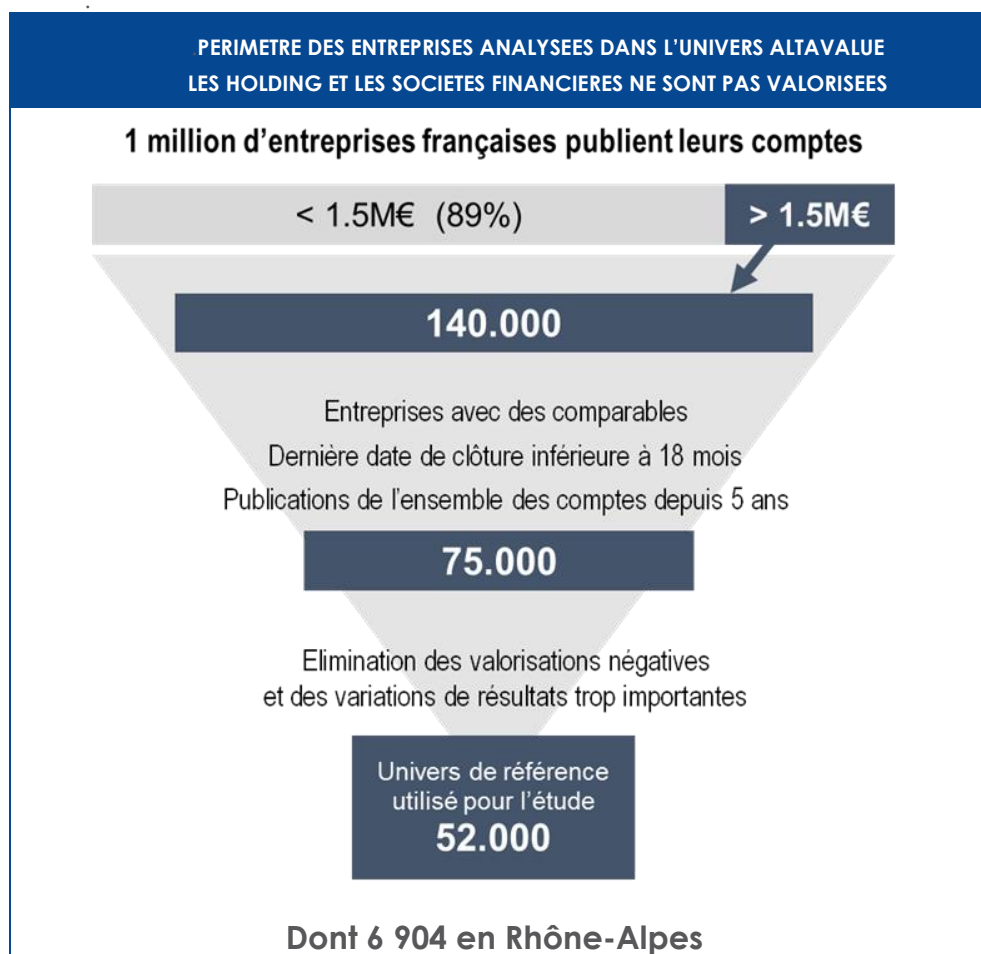 .PERIMETRE DES ENTREPRISES ANALYSEES DANS L'UNIVERS ALTAVALUE
LES HOLDING ET LES SOCIETES FINANCIERES NE SONT PAS VALORISEES
1 million d'entreprises françaises publient leurs comptes
< 1.5M€ (89%)
> 1.5M€
140.000
Entreprises avec des comparables
Dernière date de clôture inférieure à 18 mois
Publications de l'ensemble des comptes depuis 5 ans
75.000
Elimination des valorisations négatives
et des variations de résultats trop importantes
Univers de référence
utilisé pour l'étude
52.000
Dont 6 904 en Rhône-Alpes